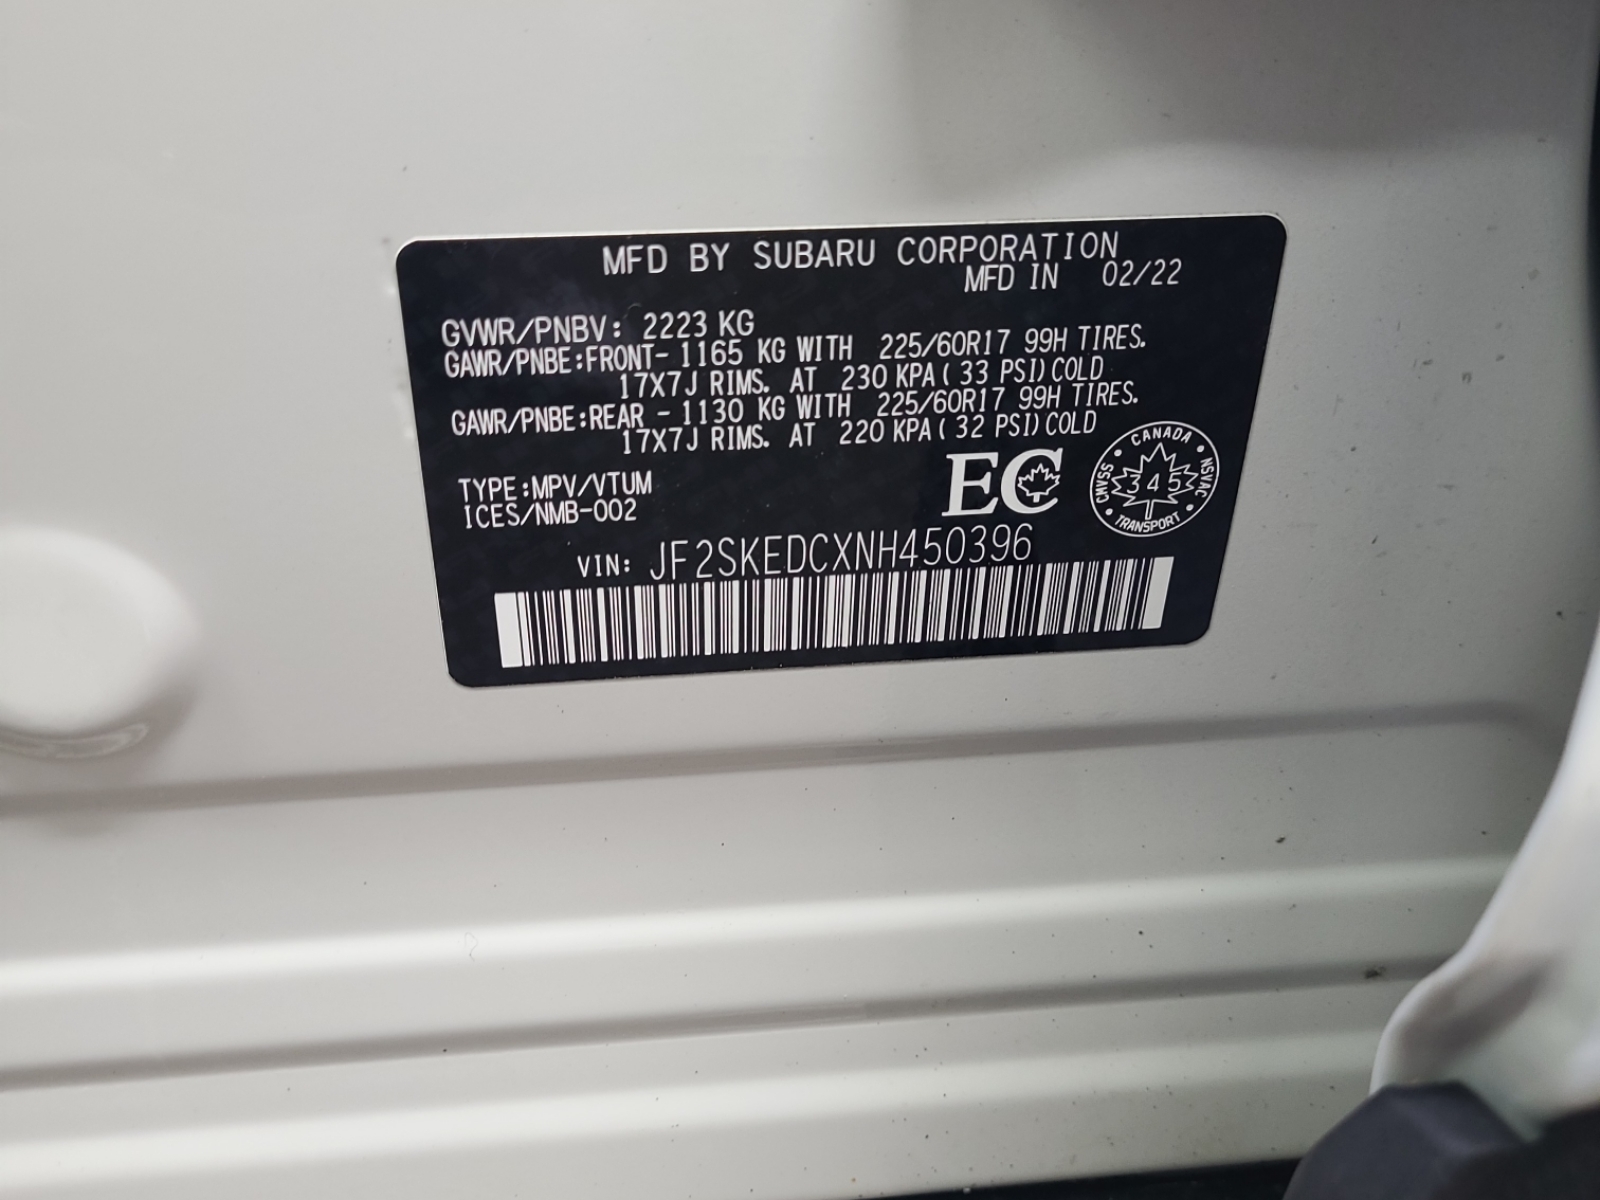 MFD BY SUBARU CORPORATION
MFD IN 02/22
GVWR/PNBV: 2223 KG
GAWR/PNBE:FRONT- 1165 KG WITH 225/60R17 99H TIRES.
17X7J RIMS. AT 230 KPA( 33 PSI) COLD
GAWR/PNBE:REAR - 1130 KG WITH 225/60R17 99H TIRES.
17X7J RIMS. AT 220 KPA( 32 PSI) COLD
TYPE:MPV/VTUM
ICES/NMB-002
EC
CANADA
CMVSS 345 NSVAC
TRANSPORT
VIN: JF2SKEDCXNH450396